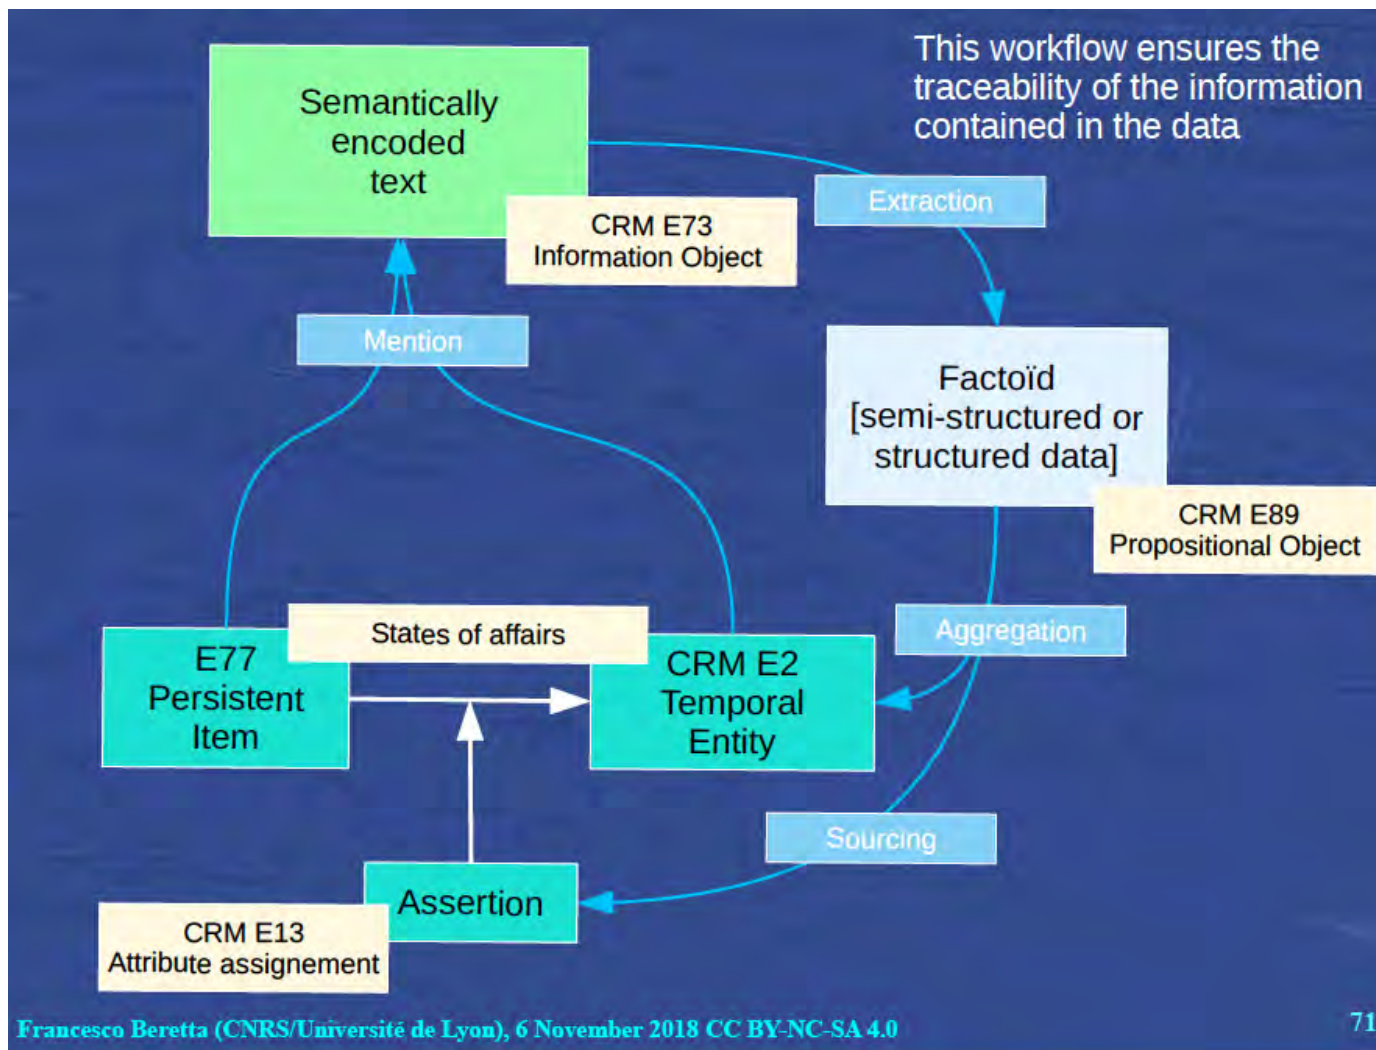 This workflow ensures the
traceability of the information
contained in the data
Semantically
encoded
text
CRM E73
Information Object
Extraction
Mention
Factoïd
[semi-structured or
structured data]
CRM E89
Propositional Object
States of affairs
Aggregation
E77
Persistent
Item
CRM E2
Temporal
Entity
Sourcing
Assertion
CRM E13
Attribute assignement
Francesco Beretta (CNRS/Université de Lyon), 6 November 2018 CC BY-NC-SA 4.0
71